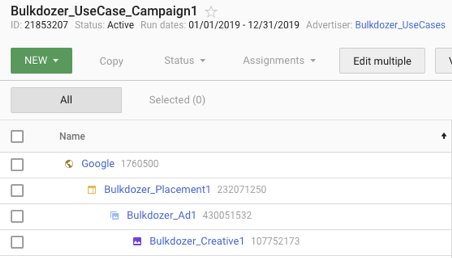 Bulkdozer_UseCase_Campaign1
ID: 21853207 Status: Active Run dates: 01/01/2019 - 12/31/2019 Advertiser: Bulkdozer_UseCases
NEW Copy Status Assignments Edit multiple V
All Selected (0)
Name
Google 1760500
Bulkdozer_Placement1 232071250
Bulkdozer_Ad1 430051532
Bulkdozer_Creative1 107752173